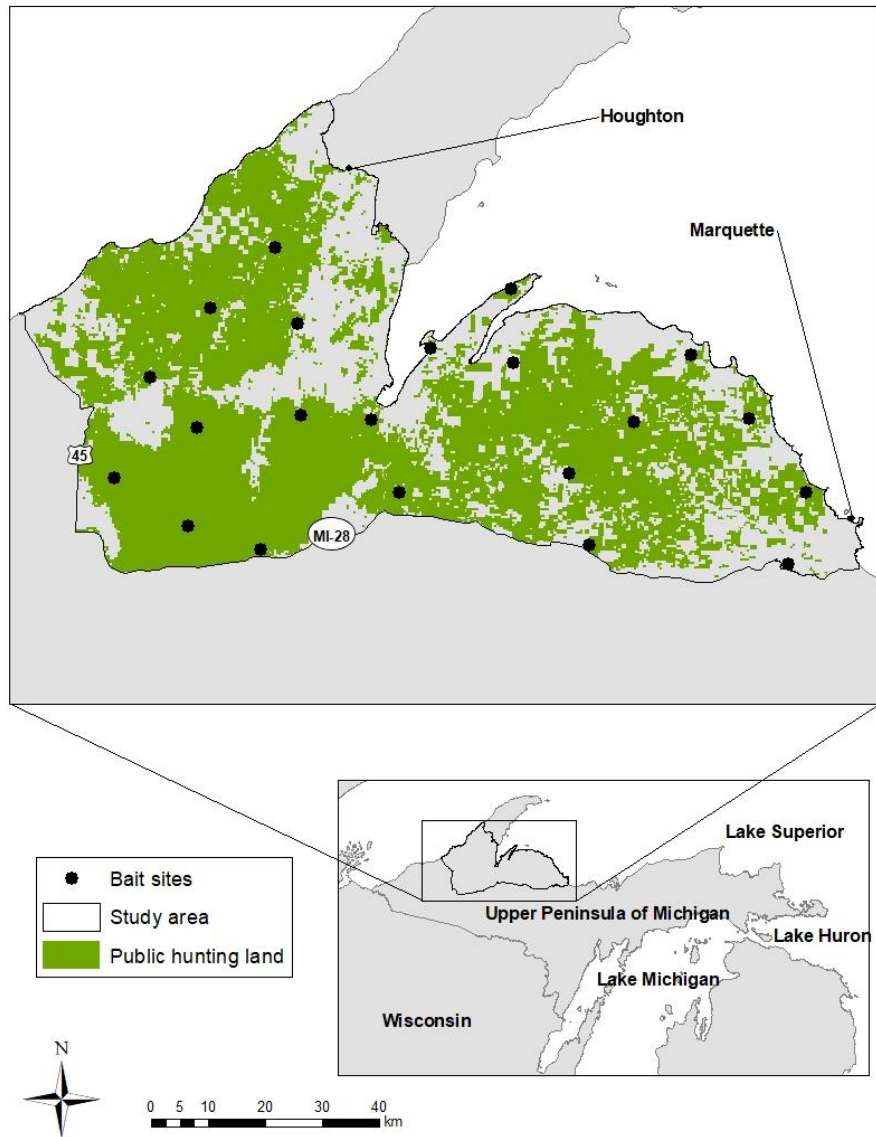 Houghton
Marquette
45
MI-28
Lake Superior
Upper Peninsula of Michigan
Lake Huron
Lake Michigan
Wisconsin
Bait sites
Study area
Public hunting land
N
0 5 10 20 30 40
km